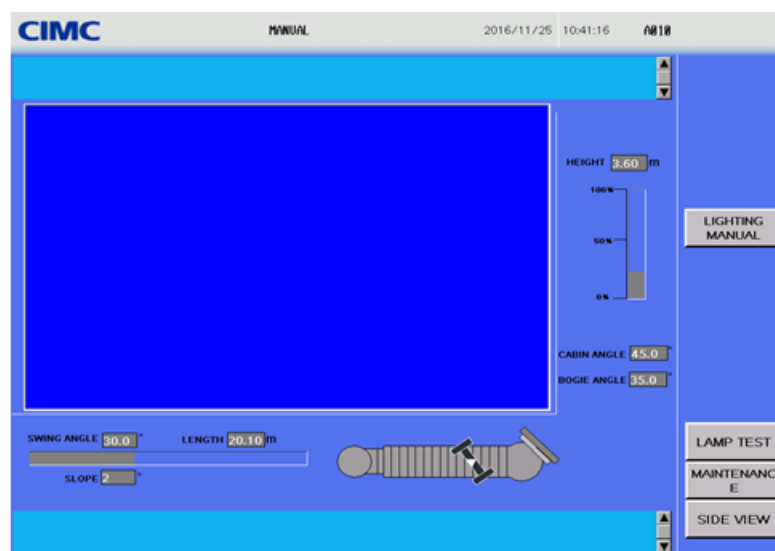 CIMC MANUAL 2016/11/25 10:41:16 A010
HEIGHT 3.60 m
100%
LIGHTING
MANUAL
50%
0%
CABIN ANGLE 45.0 °
BOGIE ANGLE 35.0 °
SWING ANGLE 30.0 ° LENGTH 20.10 m
LAMP TEST
SLOPE 2 °
MAINTENANC
E
SIDE VIEW